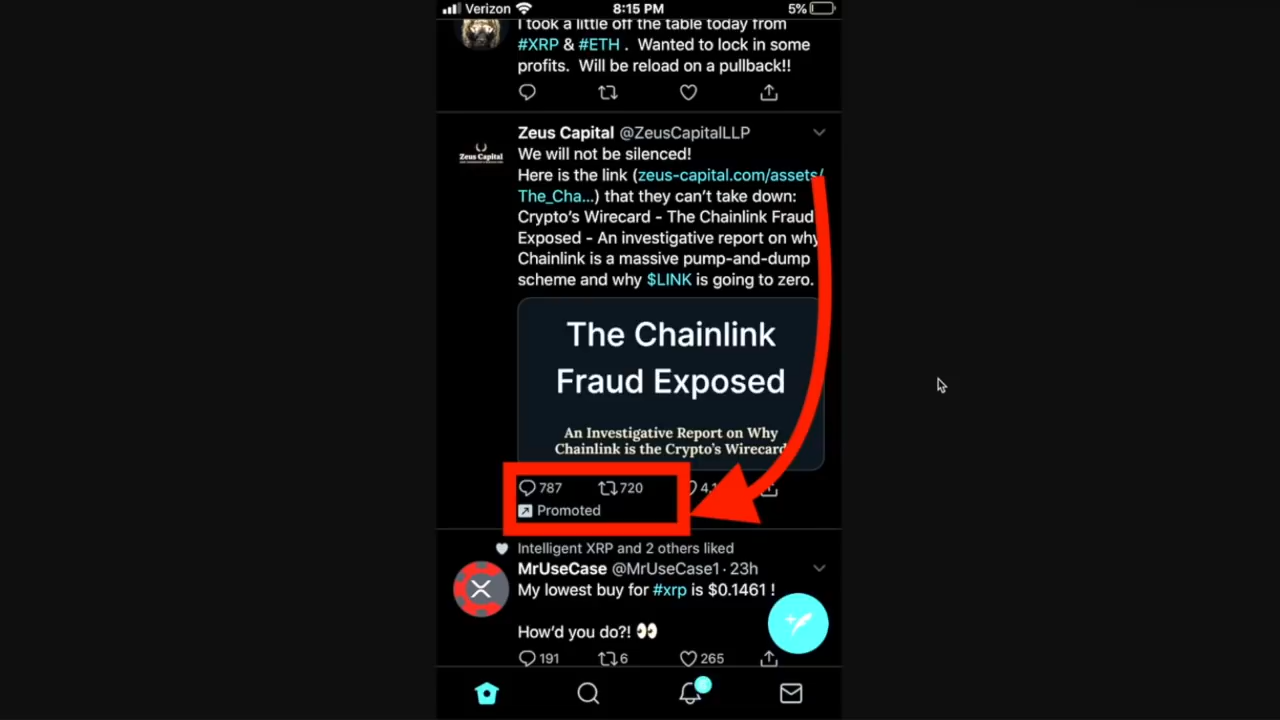 Verizon 8:15 PM 5%
I took a little off the table today from
#XRP & #ETH . Wanted to lock in some
profits. Will be reload on a pullback!!
Zeus Capital @ZeusCapitalLLP
Zeus Capital
We will not be silenced!
Here is the link (zeus-capital.com/assets/
The_Cha...) that they can’t take down:
Crypto’s Wirecard - The Chainlink Fraud
Exposed - An investigative report on why
Chainlink is a massive pump-and-dump
scheme and why $LINK is going to zero.
The Chainlink
Fraud Exposed
An Investigative Report on Why
Chainlink is the Crypto’s Wirecard
787 720
Promoted
Intelligent XRP and 2 others liked
MrUseCase @MrUseCase1 · 23h
My lowest buy for #xrp is $0.1461 !
How’d you do?! 👀
191 6 265